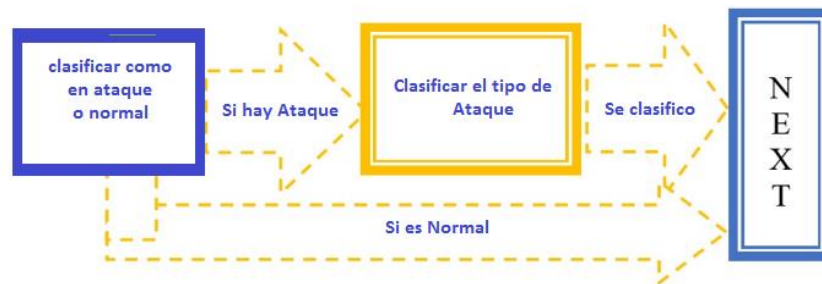 clasificar como
en ataque
o normal
Si hay Ataque
Clasificar el tipo de
Ataque
Se clasifico
Si es Normal
N
E
X
T